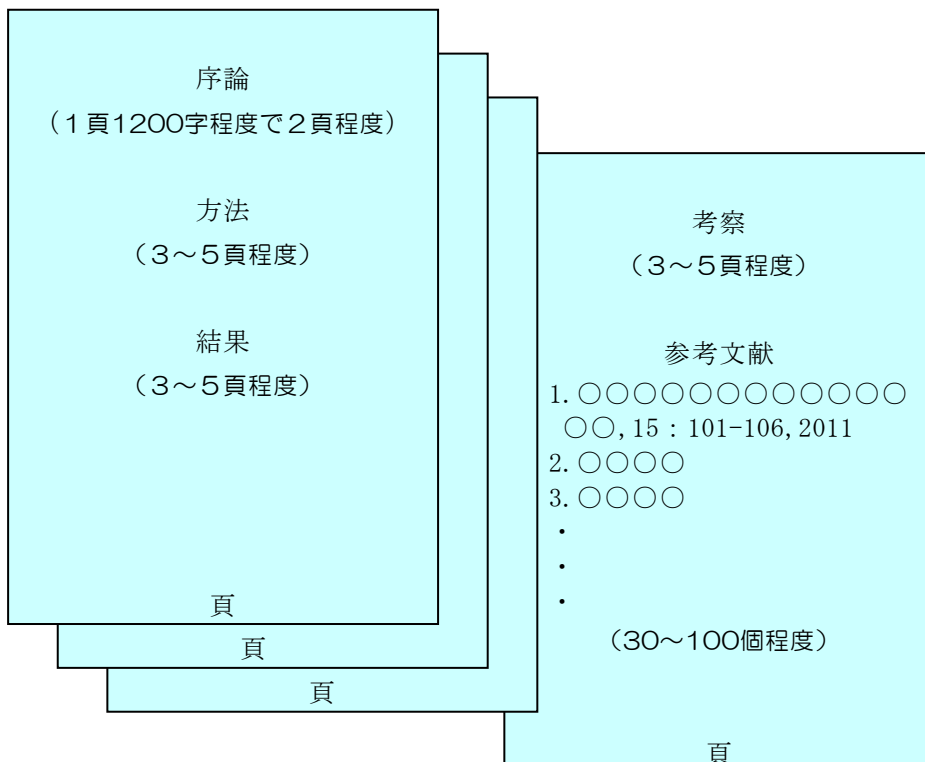 序論
（１頁1200字程度で２頁程度）
方法
（３～５頁程度）
結果
（３～５頁程度）
頁
頁
頁
考察
（３～５頁程度）
参考文献
1.○○○○○○○○○○○○
○○,15：101-106,2011
2.○○○○
3.○○○○
・
・
・
（30～100個程度）
頁